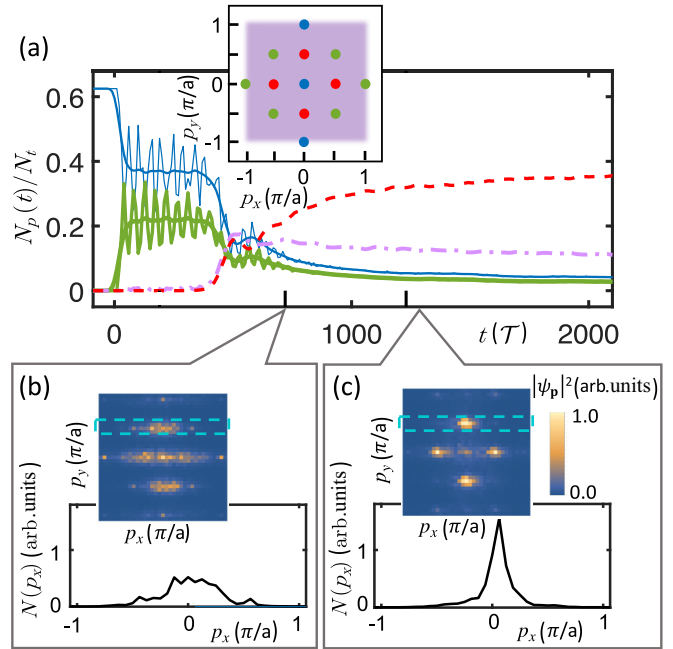 (a)
1
0
-1
p_y (π/a)
-1
0
1
p_x (π/a)
0.6
0.4
0.2
0
N_p(t)/N_t
0
1000
2000
t (𝒯)
(b)
p_y (π/a)
p_x (π/a)
1
0
N(p_x) (arb.units)
-1
0
1
p_x (π/a)
(c)
|ψ_𝐩|² (arb.units)
1.0
0.0
p_y (π/a)
p_x (π/a)
1
0
N(p_x) (arb.units)
-1
0
1
p_x (π/a)